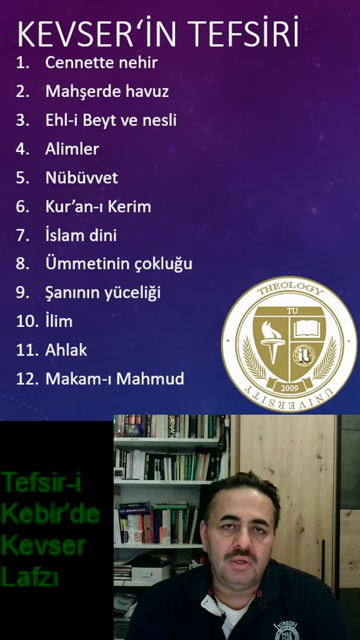 KEVSER‘İN TEFSİRİ
1. Cennette nehir
2. Mahşerde havuz
3. Ehl-i Beyt ve nesli
4. Alimler
5. Nübüvvet
6. Kur’an-ı Kerim
7. İslam dini
8. Ümmetinin çokluğu
9. Şanının yüceliği
10. İlim
11. Ahlak
12. Makam-ı Mahmud
THEOLOGY
TU
2009
UNIVERSITY
Tefsir-i
Kebir'de
Kevser
Lafzı